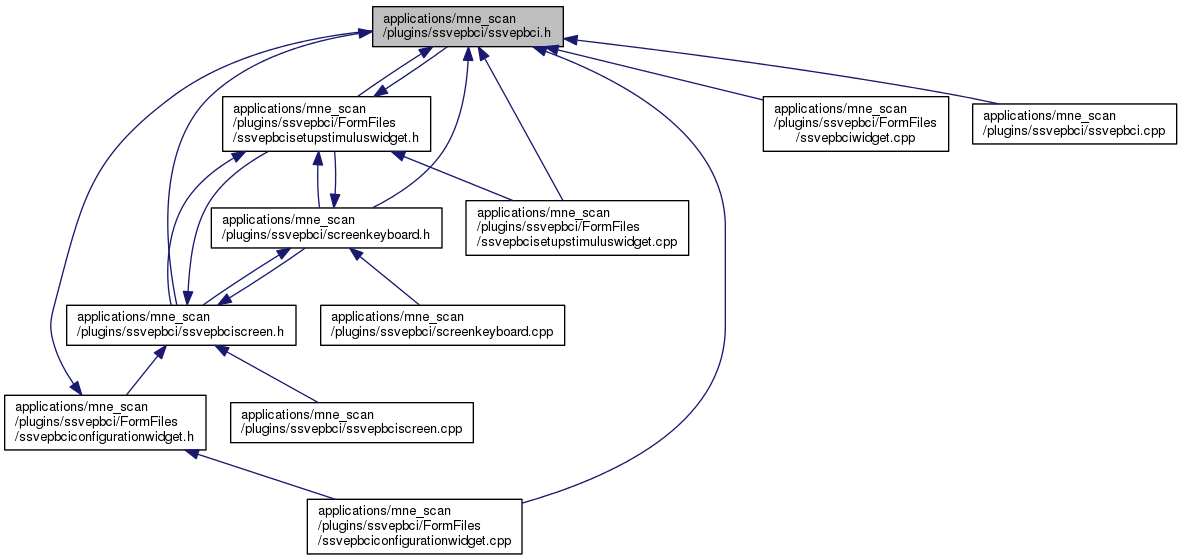 applications/mne_scan
/plugins/ssvepbci/ssvepbci.h
applications/mne_scan
/plugins/ssvepbci/FormFiles
/ssvepbcisetupstimuluswidget.h
applications/mne_scan
/plugins/ssvepbci/FormFiles
/ssvepbciwidget.cpp
applications/mne_scan
/plugins/ssvepbci/ssvepbci.cpp
applications/mne_scan
/plugins/ssvepbci/screenkeyboard.h
applications/mne_scan
/plugins/ssvepbci/FormFiles
/ssvepbcisetupstimuluswidget.cpp
applications/mne_scan
/plugins/ssvepbci/ssvepbciscreen.h
applications/mne_scan
/plugins/ssvepbci/screenkeyboard.cpp
applications/mne_scan
/plugins/ssvepbci/FormFiles
/ssvepbciconfigurationwidget.h
applications/mne_scan
/plugins/ssvepbci/ssvepbciscreen.cpp
applications/mne_scan
/plugins/ssvepbci/FormFiles
/ssvepbciconfigurationwidget.cpp